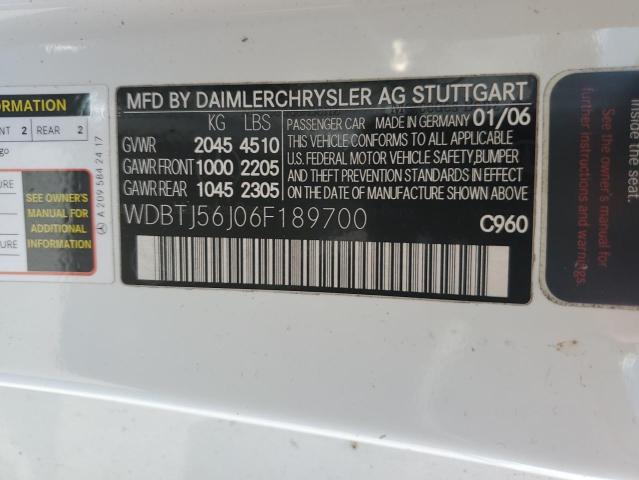 FORMATION
NT 2 REAR 2
go
URE
SURE
SEE OWNER'S
MANUAL FOR
ADDITIONAL
INFORMATION
A 209 584 24 17
MFD BY DAIMLERCHRYSLER AG STUTTGART
KG LBS
GVWR 2045 4510
GAWR FRONT 1000 2205
GAWR REAR 1045 2305
PASSENGER CAR MADE IN GERMANY 01/06
THIS VEHICLE CONFORMS TO ALL APPLICABLE
U.S. FEDERAL MOTOR VEHICLE SAFETY, BUMPER
AND THEFT PREVENTION STANDARDS IN EFFECT
ON THE DATE OF MANUFACTURE SHOWN ABOVE
WDBTJ56J06F189700
C960
inside the seat.
See the owner's manual for
further instructions and warnings.